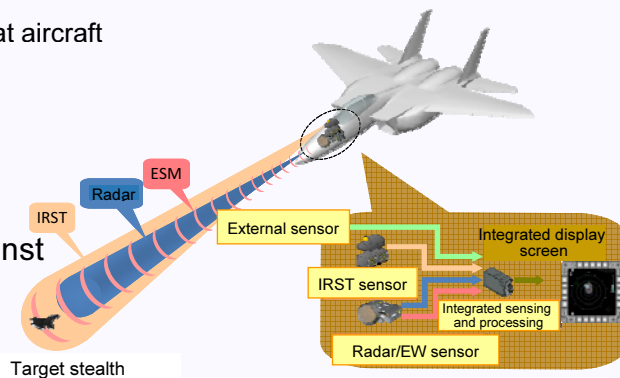 at aircraft
ESM
Radar
IRST
External sensor
Integrated display
screen
nst
IRST sensor
Integrated sensing
and processing
Radar/EW sensor
Target stealth